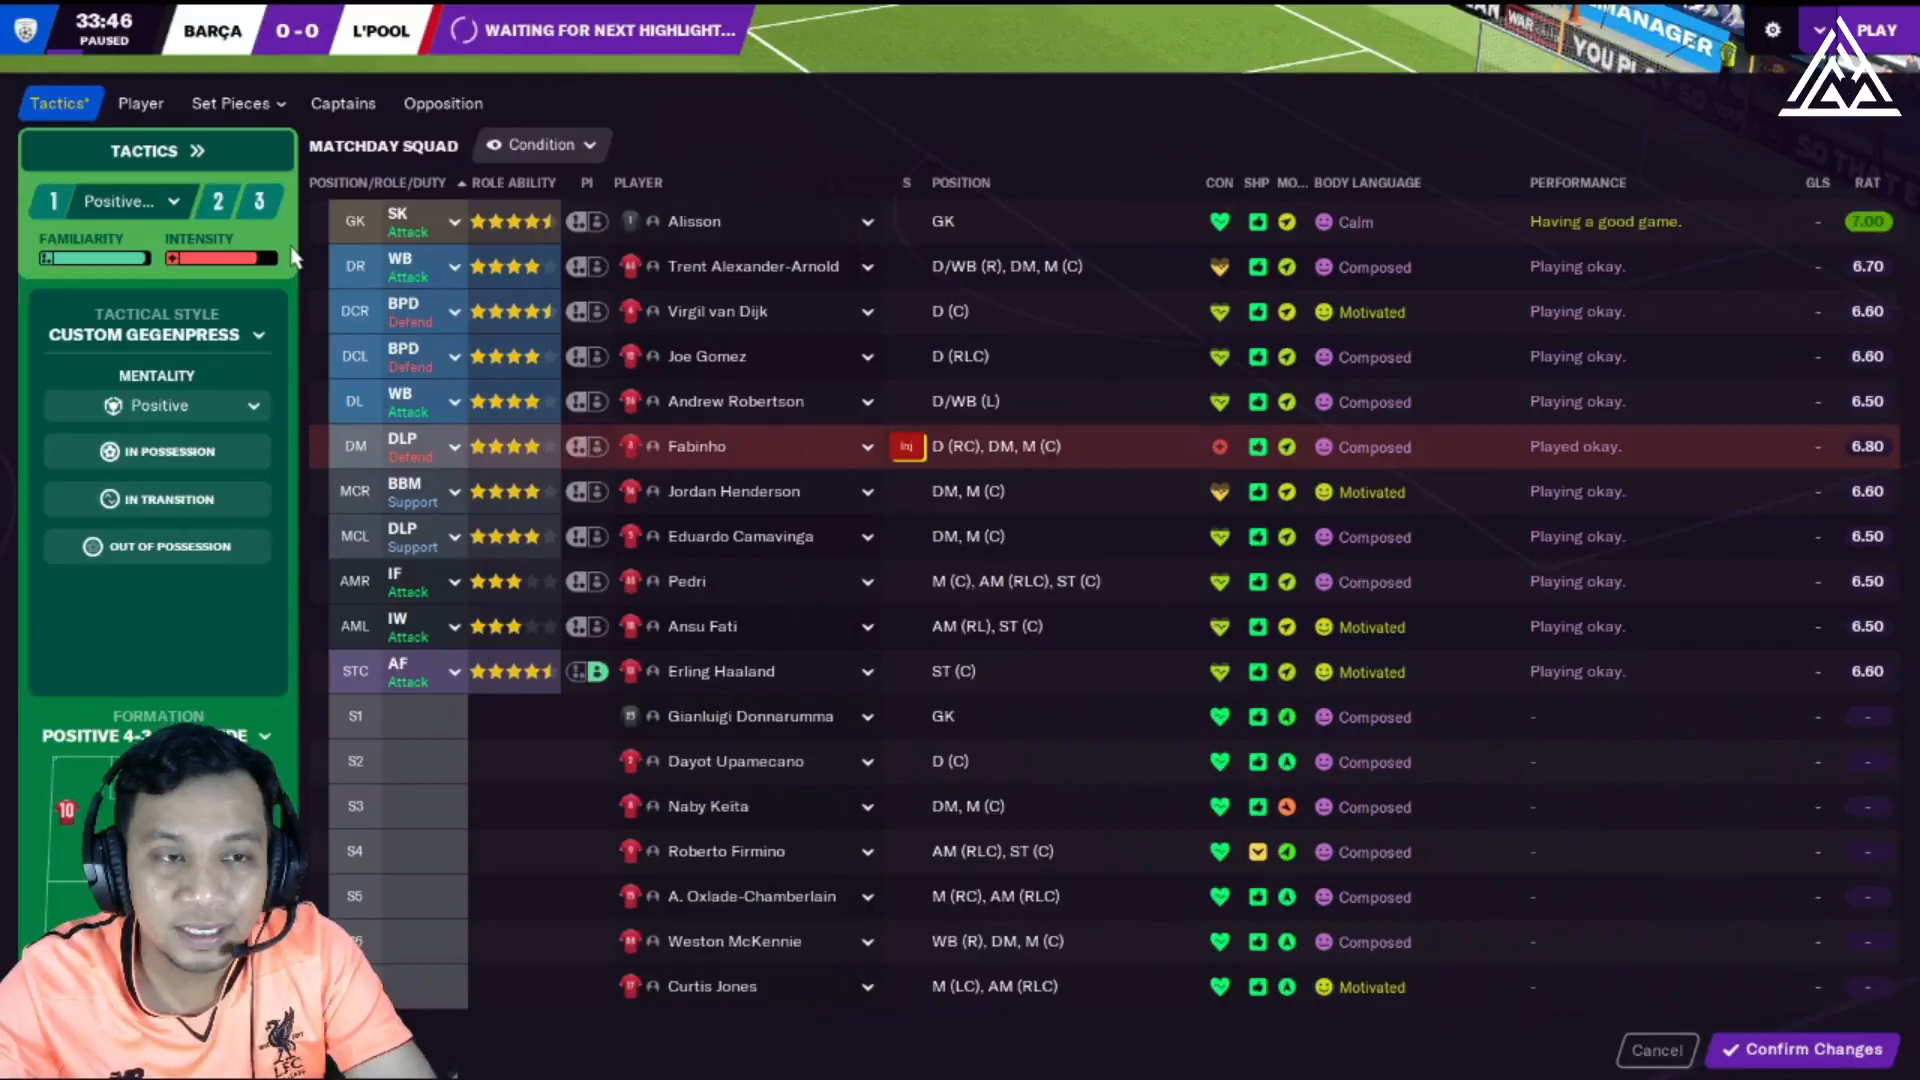 33:46
PAUSED
BARÇA
0 - 0
L'POOL
WAITING FOR NEXT HIGHLIGHT...
WAR
MANAGER
PLAY
Tactics* Player Set Pieces Captains Opposition
TACTICS
1 Positive... 2 3
FAMILIARITY INTENSITY
TACTICAL STYLE
CUSTOM GEGENPRESS
MENTALITY
Positive
IN POSSESSION
IN TRANSITION
OUT OF POSSESSION
FORMATION
POSITIVE 4-3
DE
10
MATCHDAY SQUAD Condition
POSITION/ROLE/DUTY ROLE ABILITY PI PLAYER S POSITION CON SHP MO... BODY LANGUAGE PERFORMANCE GLS RAT
GK SK Attack 1 Alisson GK Calm Having a good game. - 7.00
DR WB Attack Trent Alexander-Arnold D/WB (R), DM, M (C) Composed Playing okay. - 6.70
DCR BPD Defend Virgil van Dijk D (C) Motivated Playing okay. - 6.60
DCL BPD Defend Joe Gomez D (RLC) Composed Playing okay. - 6.60
DL WB Attack Andrew Robertson D/WB (L) Composed Playing okay. - 6.50
DM DLP Defend Fabinho Inj D (RC), DM, M (C) Composed Played okay. - 6.80
MCR BBM Support Jordan Henderson DM, M (C) Motivated Playing okay. - 6.60
MCL DLP Support Eduardo Camavinga DM, M (C) Composed Playing okay. - 6.50
AMR IF Attack Pedri M (C), AM (RLC), ST (C) Composed Playing okay. - 6.50
AML IW Attack Ansu Fati AM (RL), ST (C) Motivated Playing okay. - 6.50
STC AF Attack Erling Haaland ST (C) Motivated Playing okay. - 6.60
S1 Gianluigi Donnarumma GK Composed - - -
S2 Dayot Upamecano D (C) Composed - - -
S3 Naby Keïta DM, M (C) Composed - - -
S4 Roberto Firmino AM (RLC), ST (C) Composed - - -
S5 A. Oxlade-Chamberlain M (RC), AM (RLC) Composed - - -
Weston McKennie WB (R), DM, M (C) Composed - - -
Curtis Jones M (LC), AM (RLC) Motivated - - -
Cancel Confirm Changes